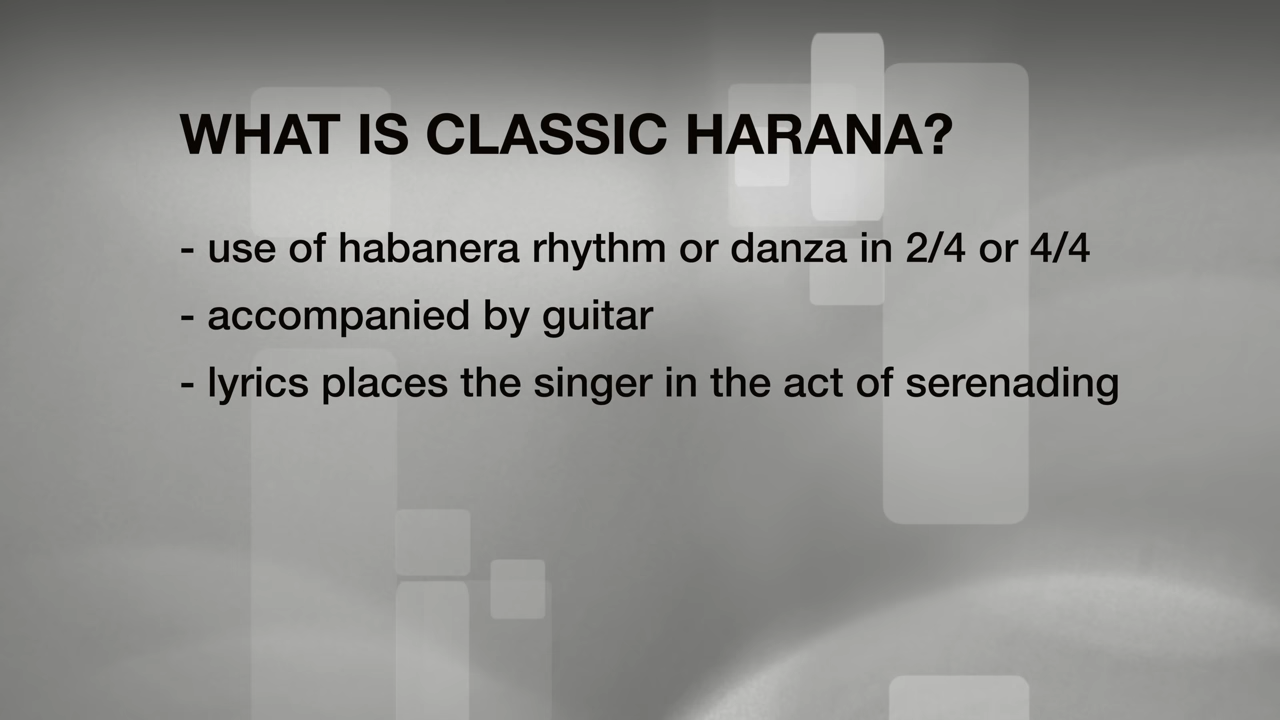 WHAT IS CLASSIC HARANA?
- use of habanera rhythm or danza in 2/4 or 4/4
- accompanied by guitar
- lyrics places the singer in the act of serenading